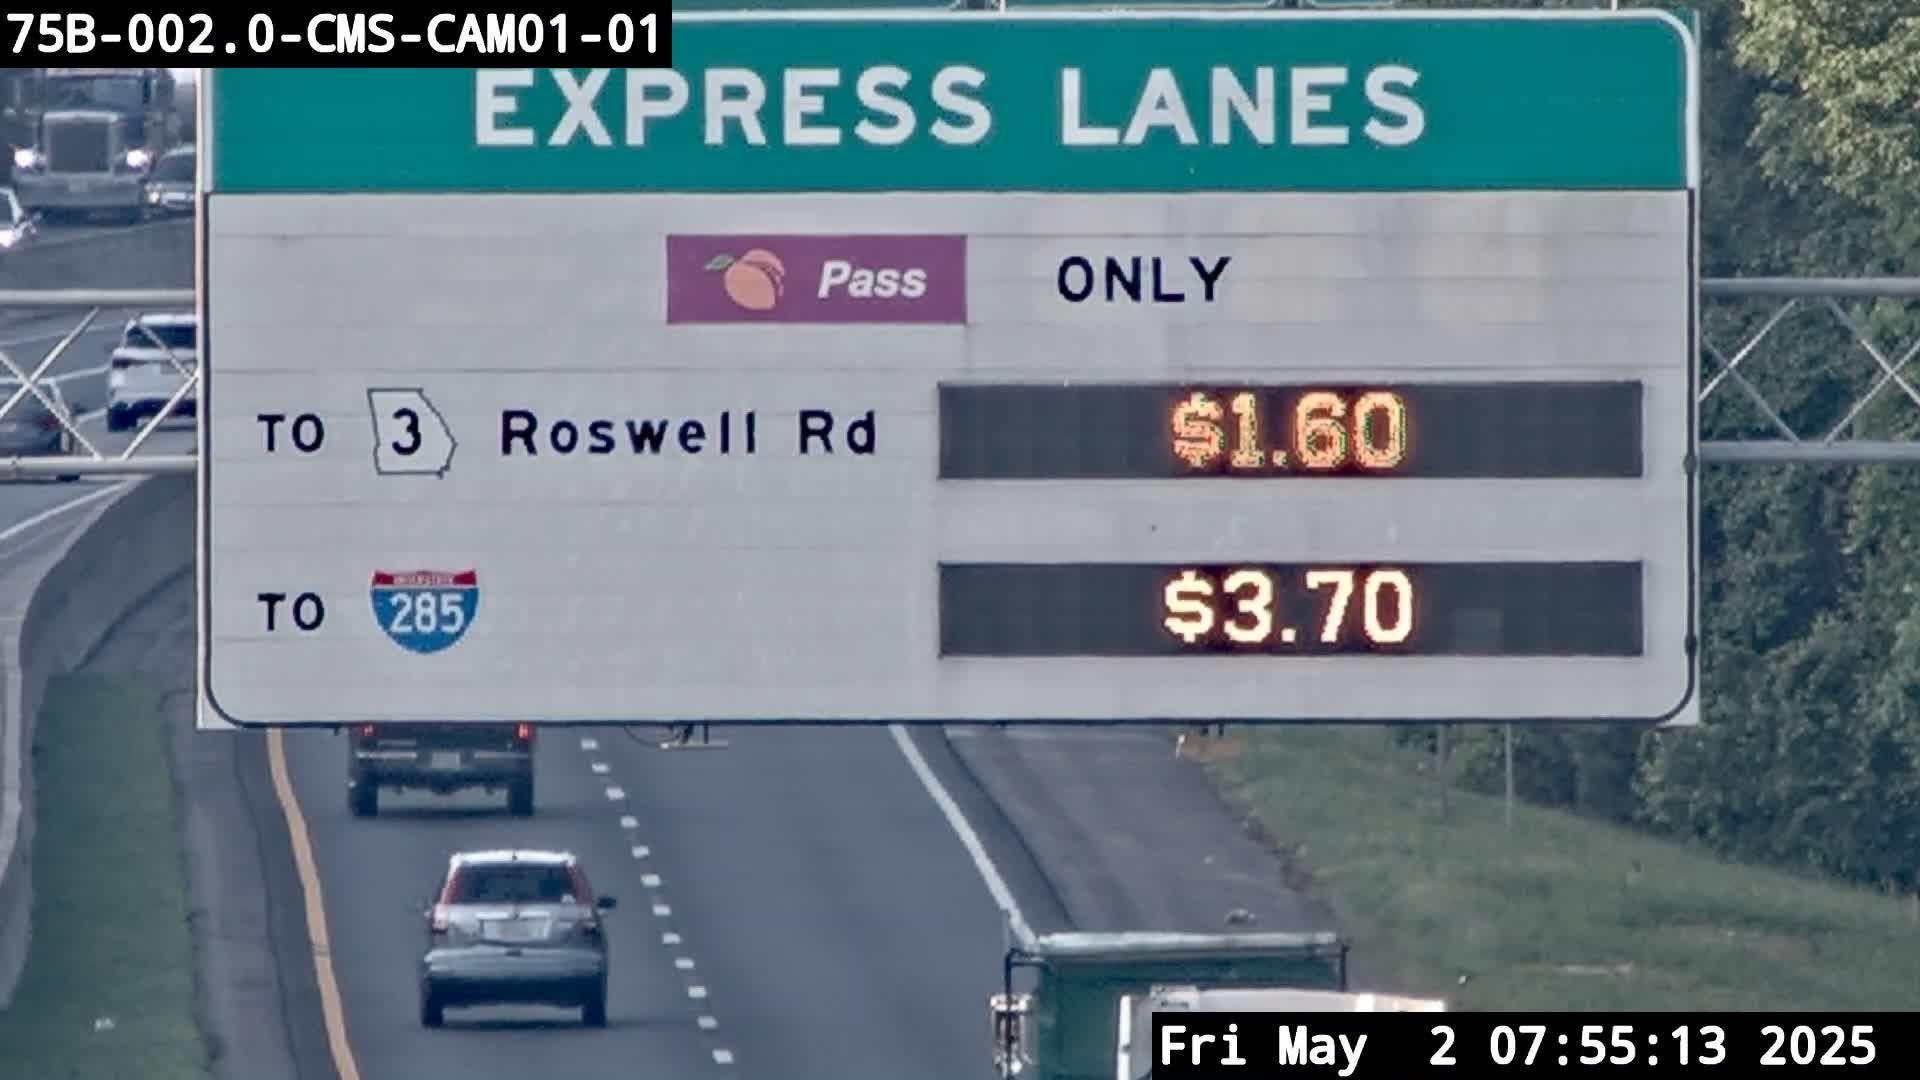 75B-002.0-CMS-CAM01-01
EXPRESS LANES
Pass ONLY
TO 3 Roswell Rd $1.60
INTERSTATE
TO 285 $3.70
Fri May 2 07:55:13 2025